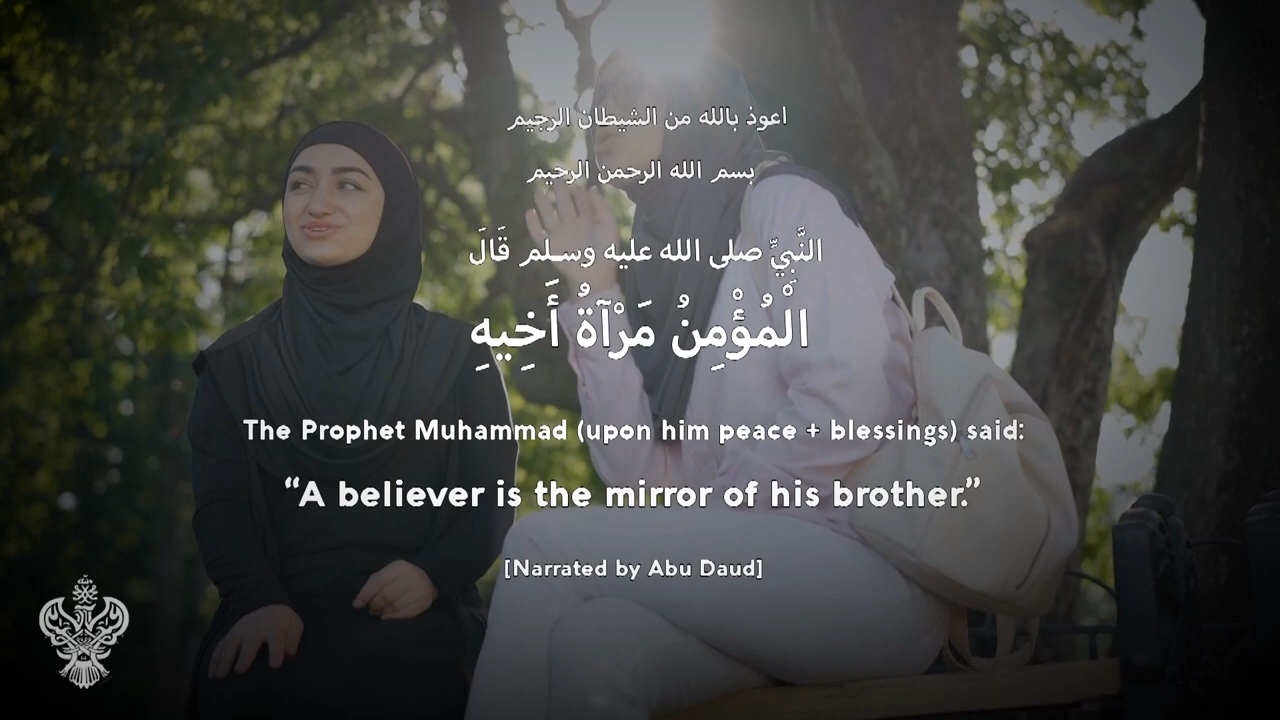 اعوذ بالله من الشيطان الرجيم
بسم الله الرحمن الرحيم
النَّبِيِّ صلى الله عليه وسلم قَالَ
الْمُؤْمِنُ مَرْآةُ أَخِيهِ
The Prophet Muhammad (upon him peace + blessings) said:
“A believer is the mirror of his brother.”
[Narrated by Abu Daud]